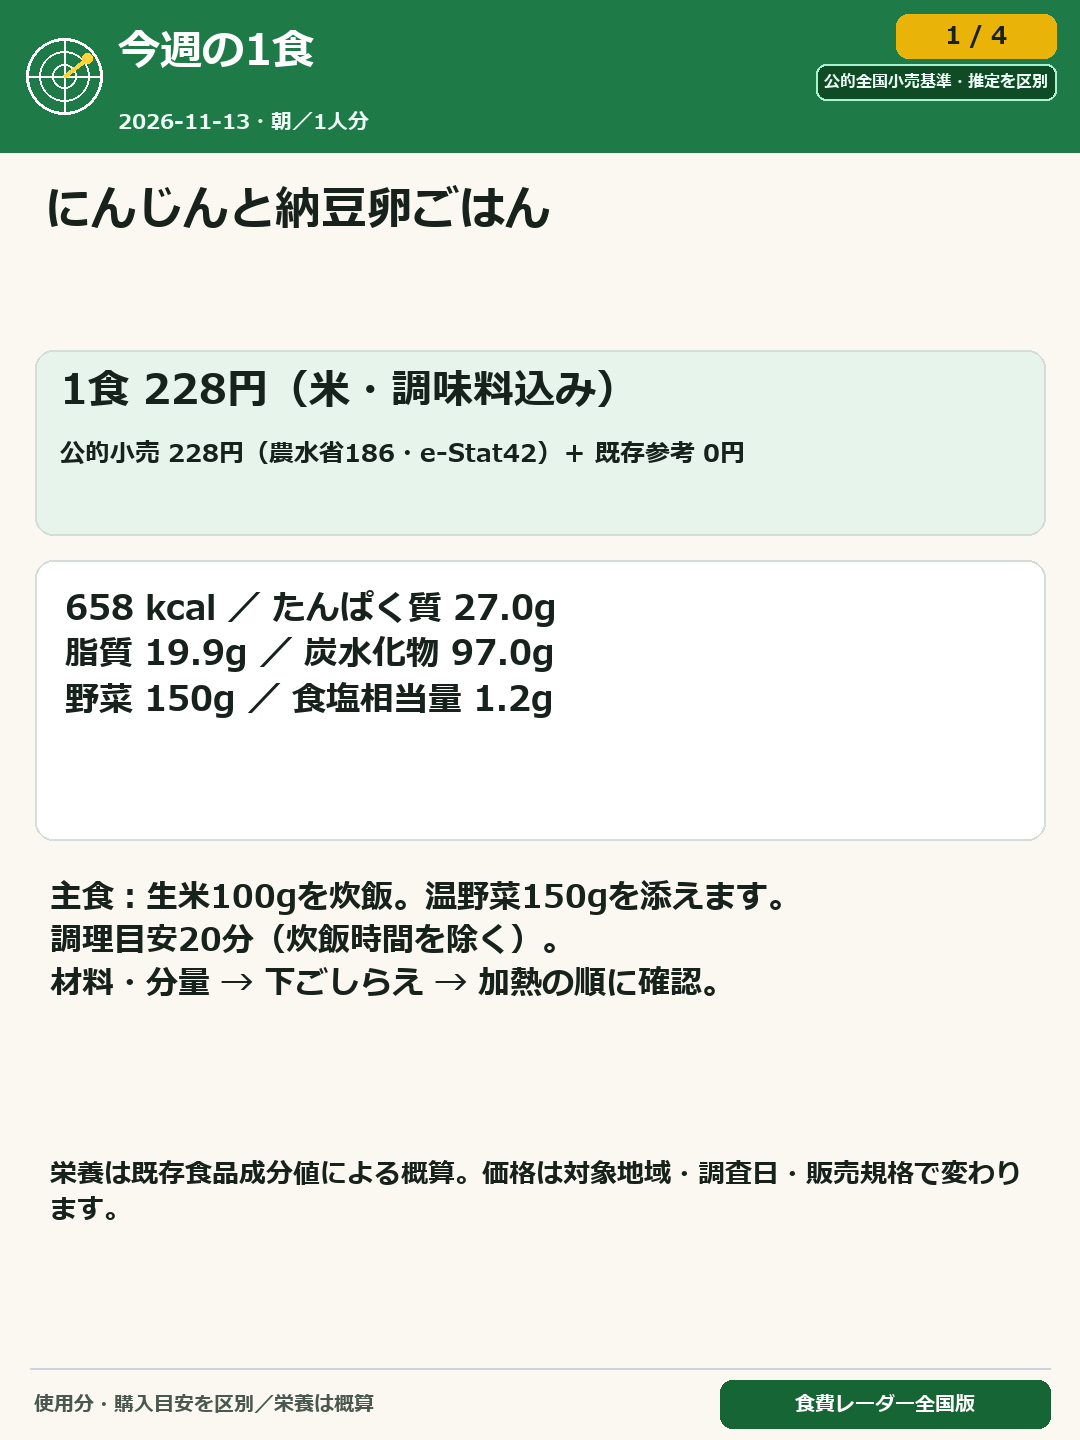 今週の1食
2026-11-13・朝／1人分
1 / 4
公的全国小売基準・推定を区別
にんじんと納豆卵ごはん
1食 228円（米・調味料込み）
公的小売 228円（農水省186・e-Stat42）＋ 既存参考 0円
658 kcal ／ たんぱく質 27.0g
脂質 19.9g ／ 炭水化物 97.0g
野菜 150g ／ 食塩相当量 1.2g
主食：生米100gを炊飯。温野菜150gを添えます。
調理目安20分（炊飯時間を除く）。
材料・分量 → 下ごしらえ → 加熱の順に確認。
栄養は既存食品成分値による概算。価格は対象地域・調査日・販売規格で変わり
ます。
使用分・購入目安を区別／栄養は概算
食費レーダー全国版